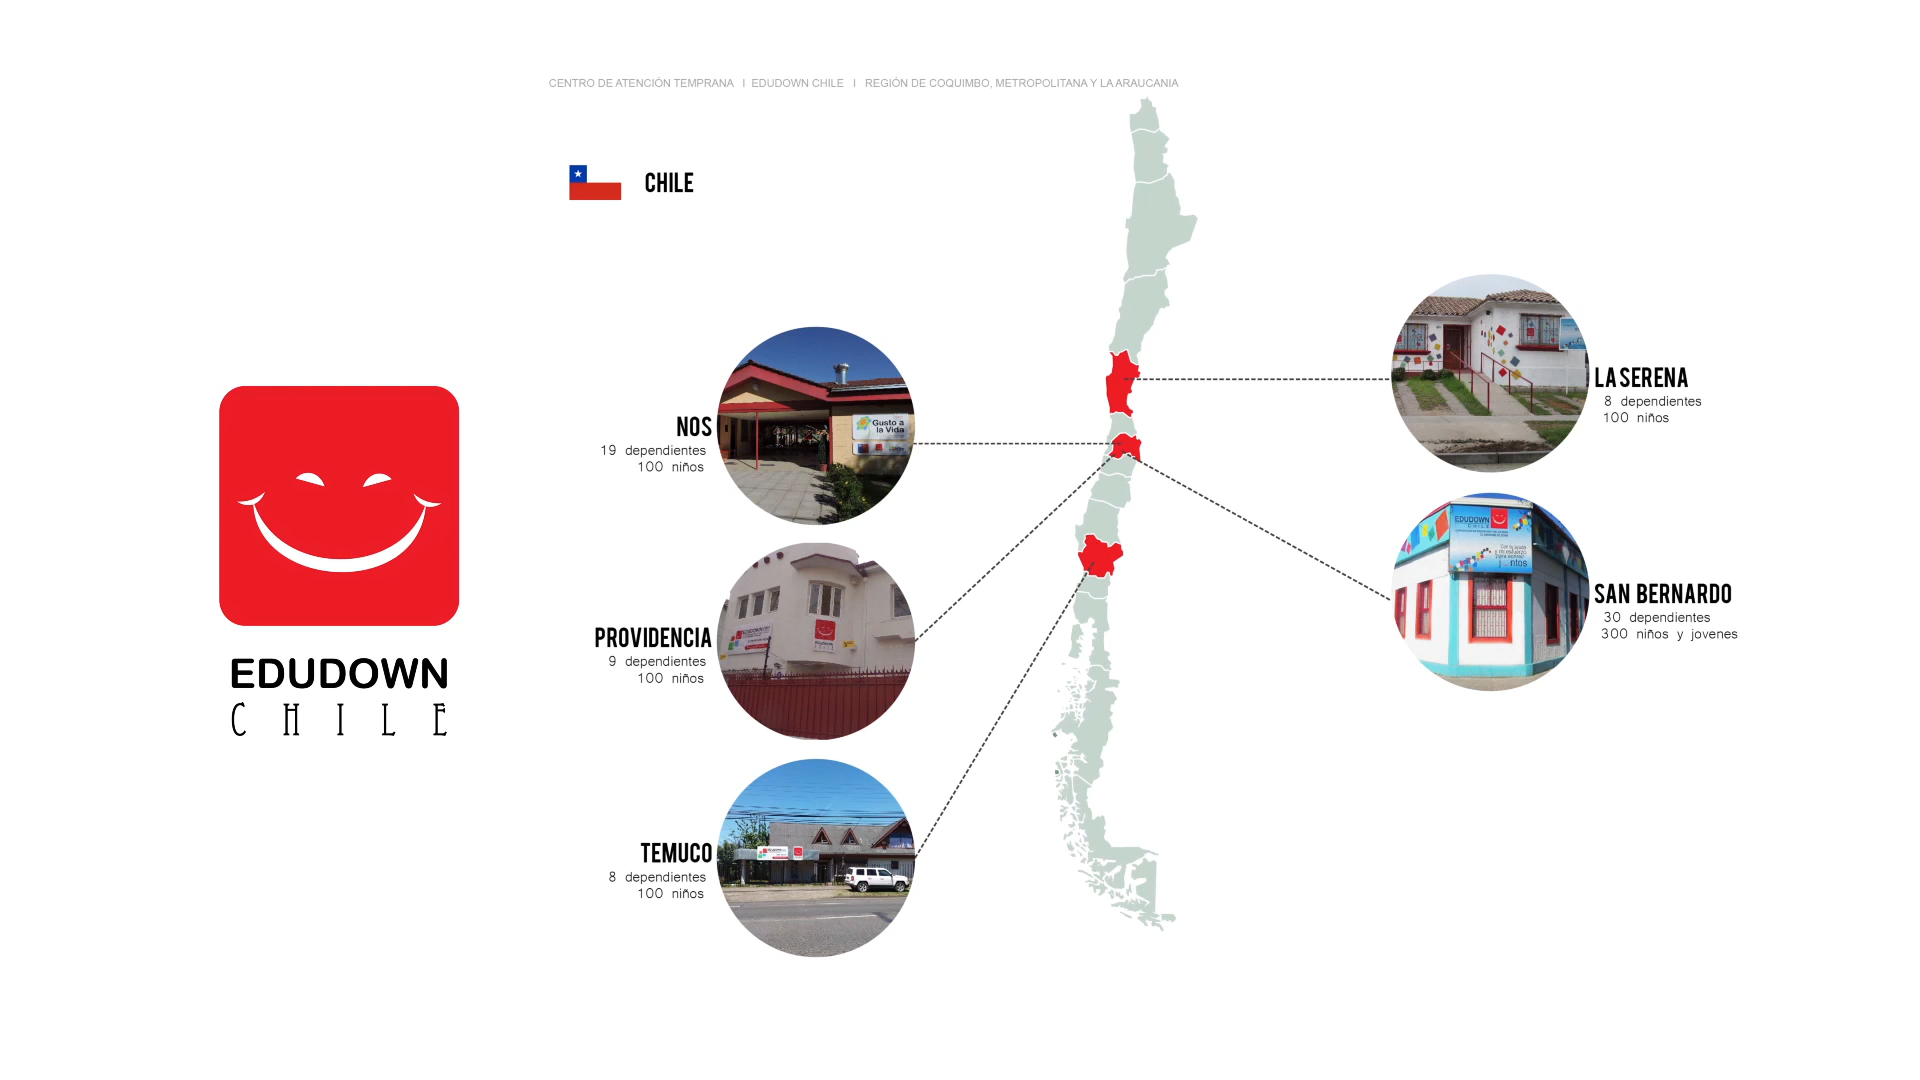 CENTRO DE ATENCIÓN TEMPRANA I EDUDOWN CHILE I REGIÓN DE COQUIMBO, METROPOLITANA Y LA ARAUCANIA
CHILE
EDUDOWN
CHILE
NOS
19 dependientes
100 niños
Gusto a
la Vida
PROVIDENCIA
9 dependientes
100 niños
TEMUCO
8 dependientes
100 niños
LA SERENA
8 dependientes
100 niños
EDUDOWN
CHILE
SAN BERNARDO
30 dependientes
300 niños y jovenes